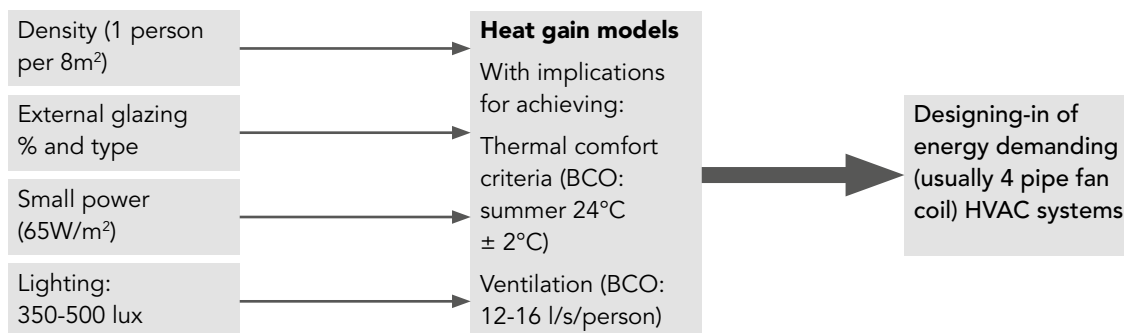 Density (1 person
per 8m²)
External glazing
% and type
Small power
(65W/m²)
Lighting:
350-500 lux
Heat gain models
With implications
for achieving:
Thermal comfort
criteria (BCO:
summer 24°C
± 2°C)
Ventilation (BCO:
12-16 l/s/person)
Designing-in of
energy demanding
(usually 4 pipe fan
coil) HVAC systems